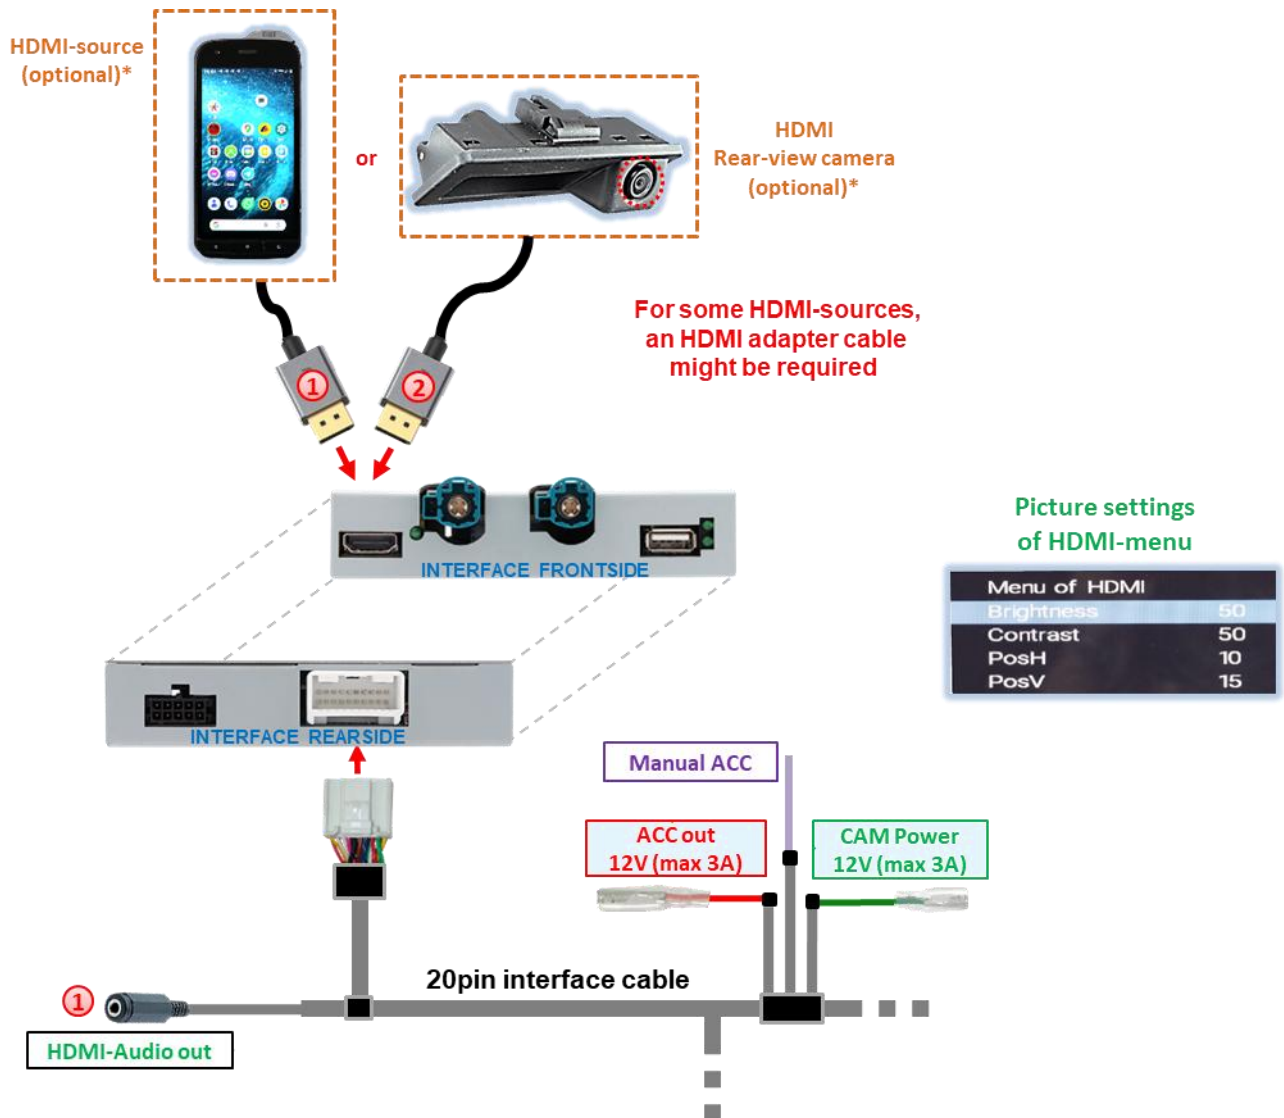 HDMI-source
(optional)*
or
HDMI
Rear-view camera
(optional)*
For some HDMI-sources,
an HDMI adapter cable
might be required
1
2
INTERFACE FRONTSIDE
Picture settings
of HDMI-menu
Menu of HDMI
Brightness 50
Contrast 50
PosH 10
PosV 15
INTERFACE REARSIDE
Manual ACC
ACC out
12V (max 3A)
CAM Power
12V (max 3A)
20pin interface cable
1
HDMI-Audio out